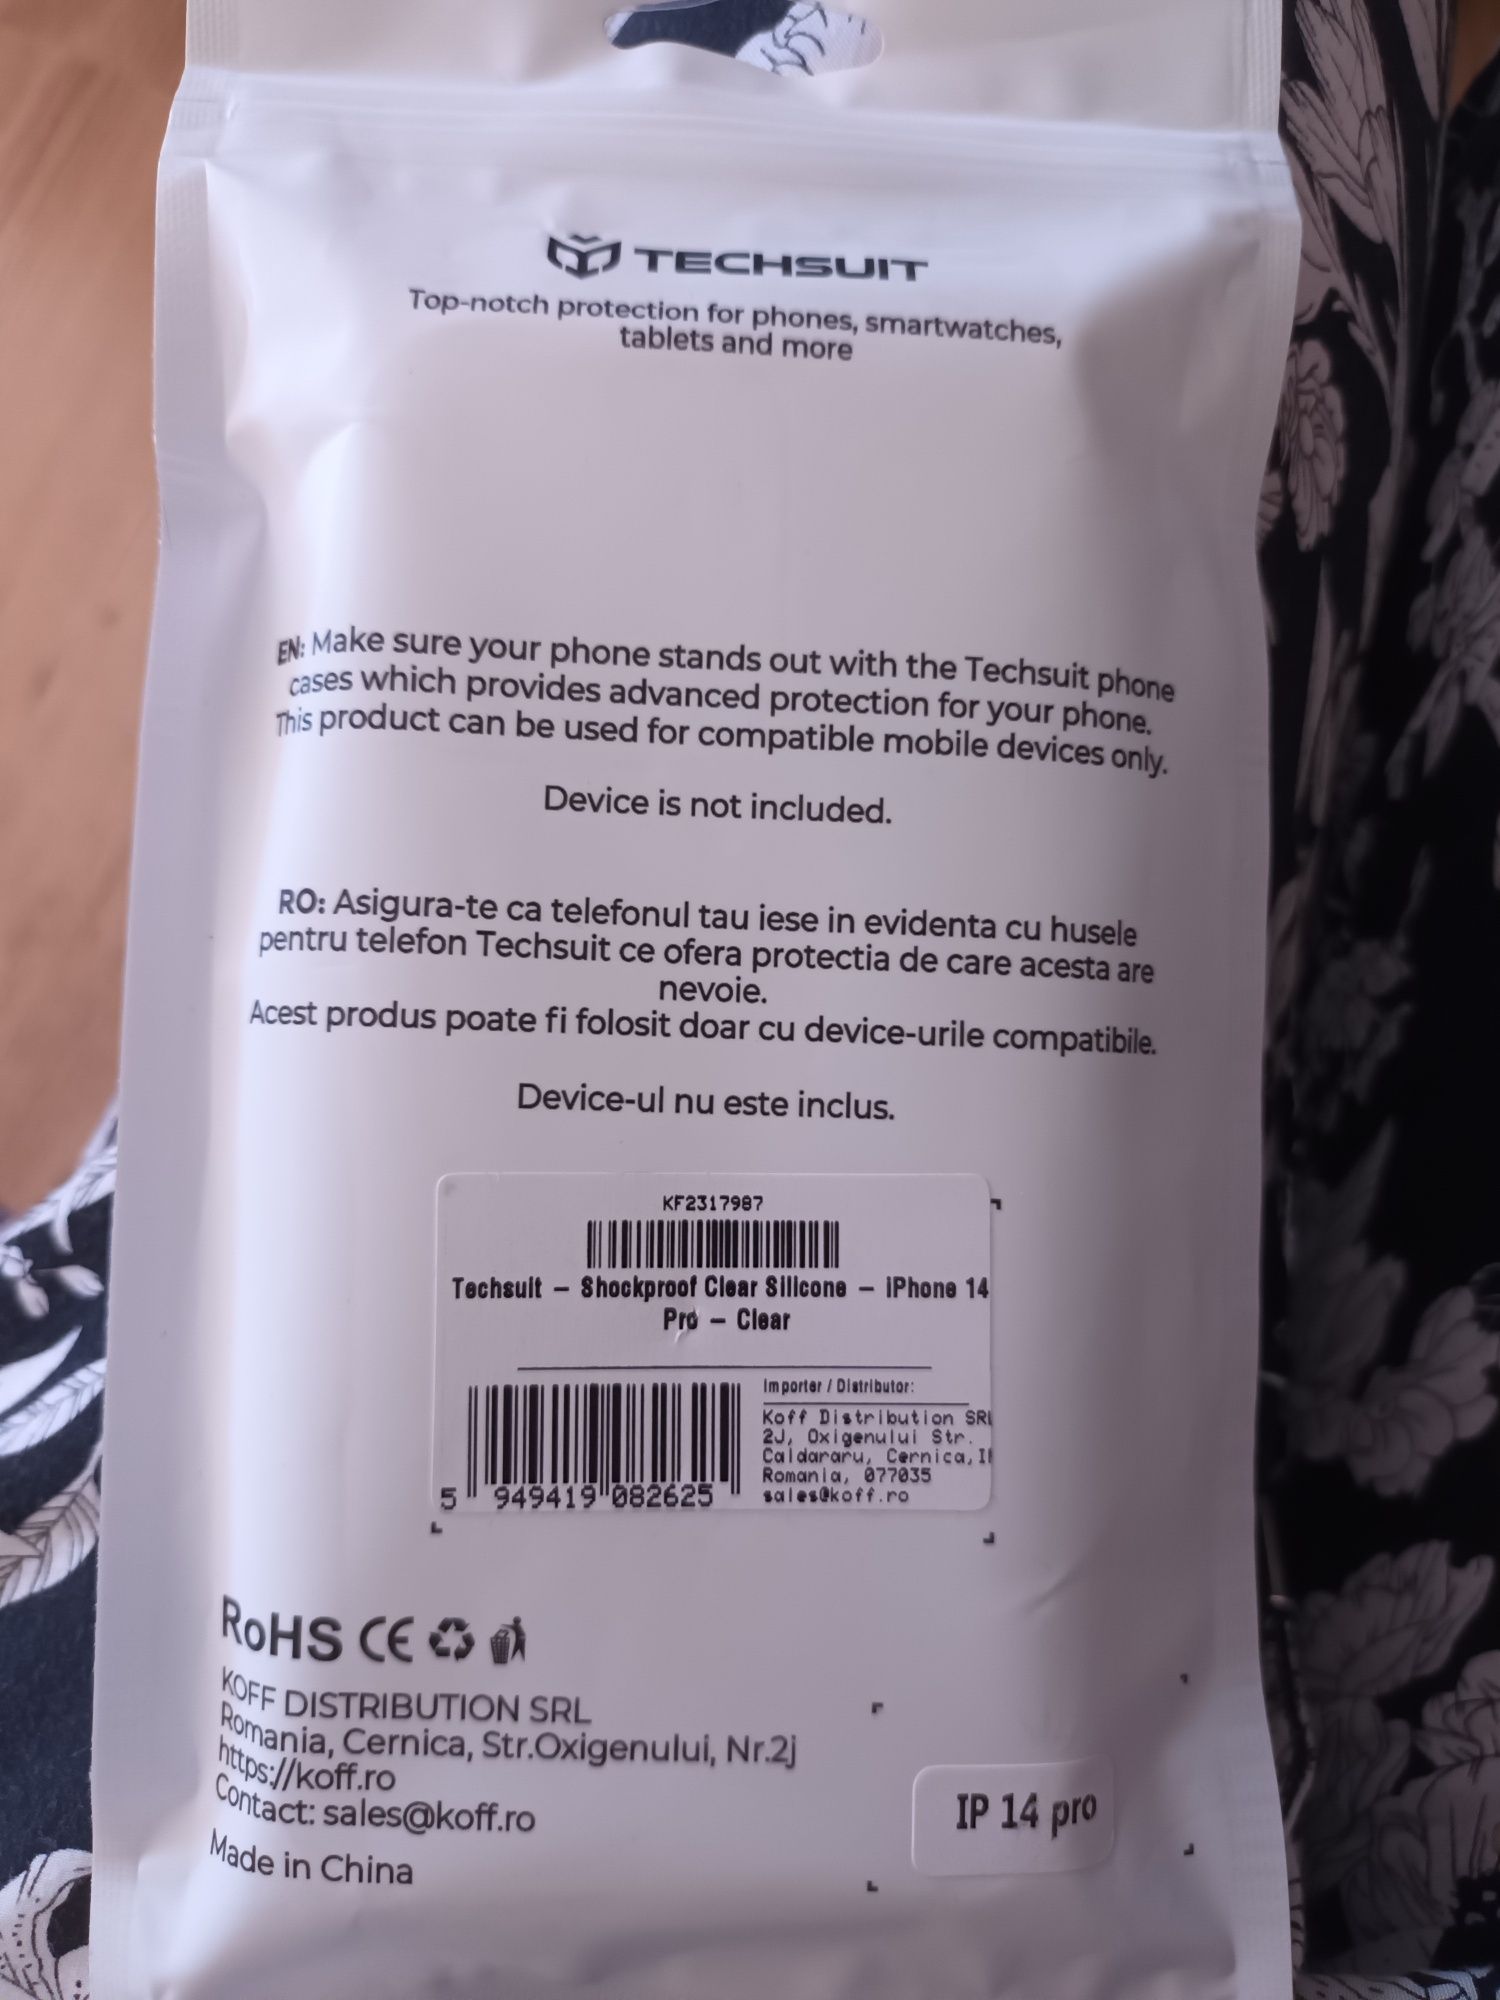 TECHSUIT
Top-notch protection for phones, smartwatches,
tablets and more
EN: Make sure your phone stands out with the Techsuit phone
cases which provides advanced protection for your phone.
This product can be used for compatible mobile devices only.
Device is not included.
RO: Asigura-te ca telefonul tau iese in evidenta cu husele
pentru telefon Techsuit ce ofera protectia de care acesta are
nevoie.
Acest produs poate fi folosit doar cu device-urile compatibile.
Device-ul nu este inclus.
KF2317987
Techsuit – Shockproof Clear Silicone – iPhone 14
Pro – Clear
Importer / Distributor:
Koff Distribution SRL
2J, Oxigenului Str.
Caldararu, Cernica,
Romania, 077035
sales@koff.ro
5 949419 082625
RoHS CE
KOFF DISTRIBUTION SRL
Romania, Cernica, Str.Oxigenului, Nr.2j
https://koff.ro
Contact: sales@koff.ro
Made in China
IP 14 pro